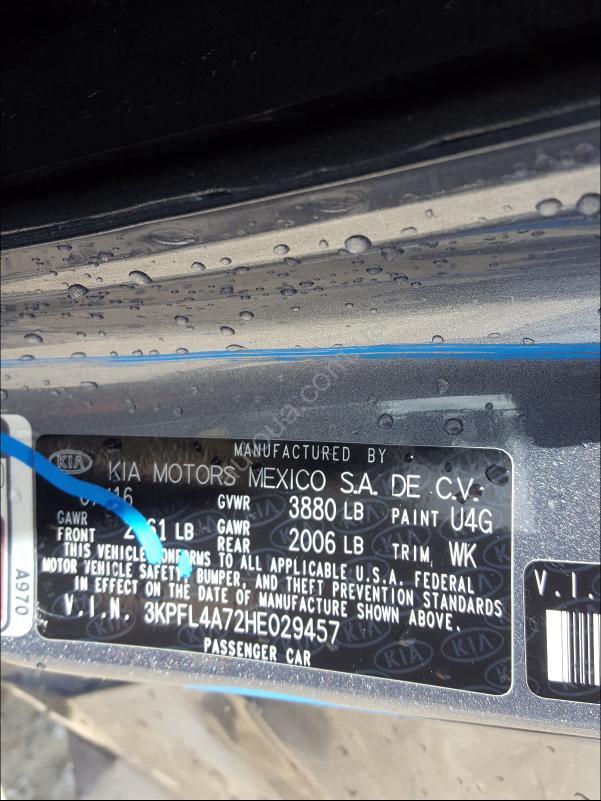 MANUFACTURED BY
KIA KIA MOTORS MEXICO S.A. DE C.V.
GVWR 3880 LB PAINT U4G
GAWR FRONT LB GAWR REAR 2006 LB TRIM WK
THIS VEHICLE CONFORMS TO ALL APPLICABLE U.S.A. FEDERAL
MOTOR VEHICLE SAFETY, BUMPER, AND THEFT PREVENTION STANDARDS
IN EFFECT ON THE DATE OF MANUFACTURE SHOWN ABOVE.
V.I.N. 3KPFL4A72HE029457
PASSENGER CAR
A970
V.I.